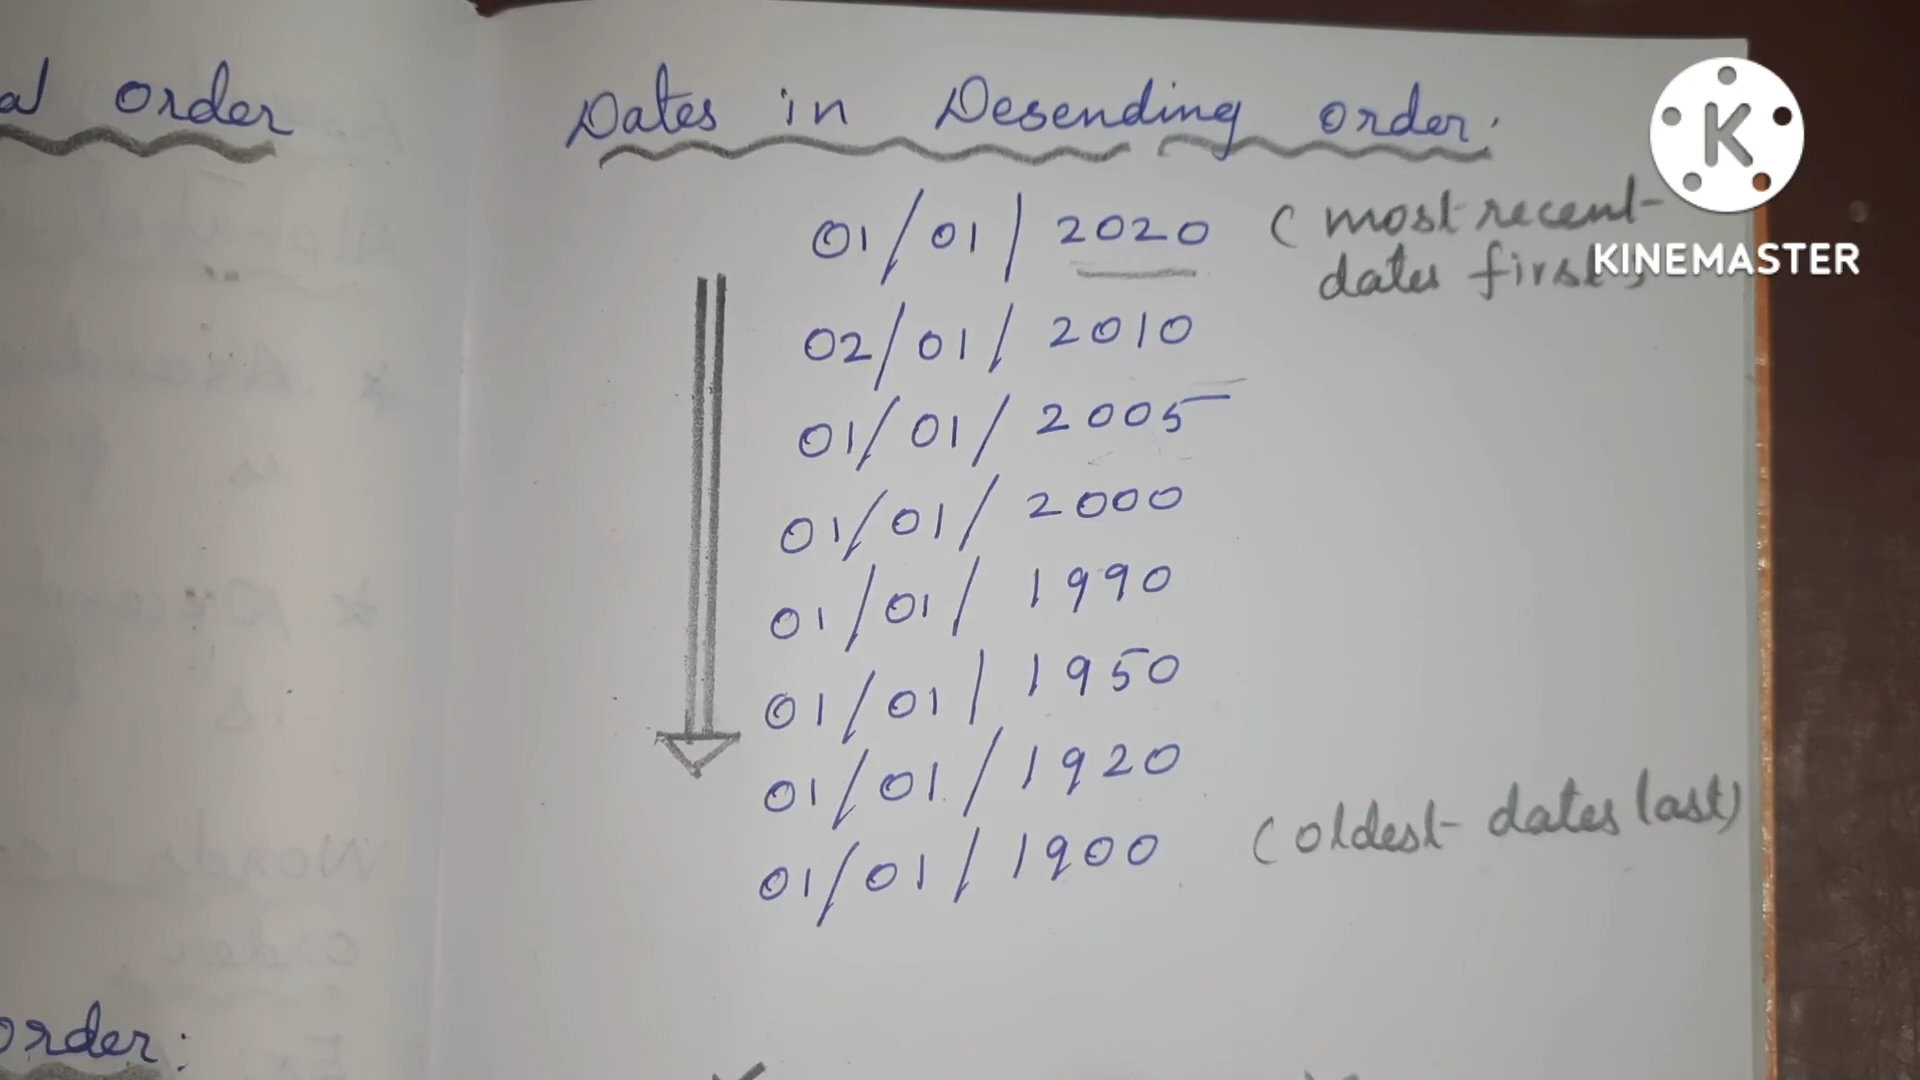 order
Dates in Desending order.
01/01/2020 (most recent
dates first)
02/01/2010
01/01/2005
01/01/2000
01/01/1990
01/01/1950
01/01/1920
01/01/1900 (oldest dates last)
order:
K
KINEMASTER